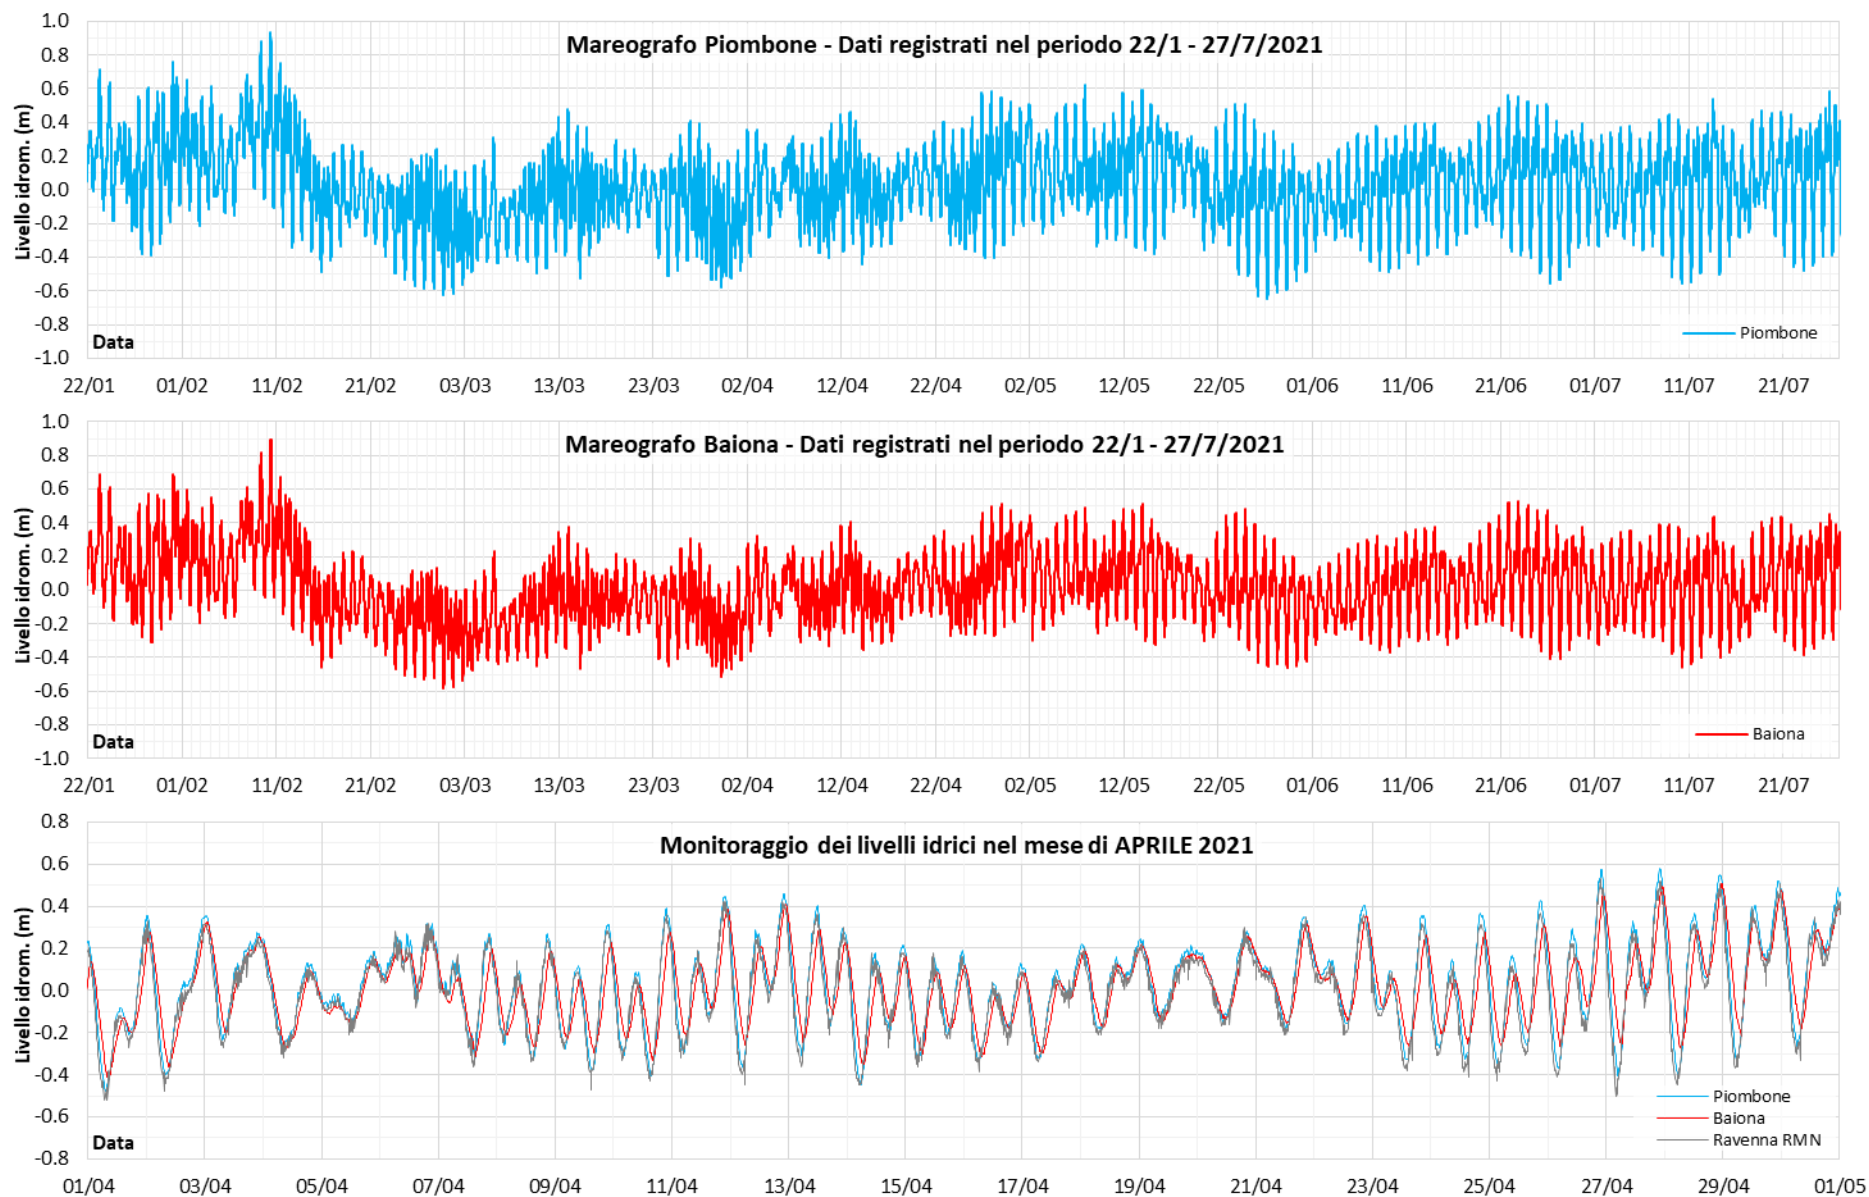 Mareografo Piombone - Dati registrati nel periodo 22/1 - 27/7/2021
Livello idrom. (m)
1.0
0.8
0.6
0.4
0.2
0.0
-0.2
-0.4
-0.6
-0.8
-1.0
Data
Piombone
22/01 01/02 11/02 21/02 03/03 13/03 23/03 02/04 12/04 22/04 02/05 12/05 22/05 01/06 11/06 21/06 01/07 11/07 21/07
Mareografo Baiona - Dati registrati nel periodo 22/1 - 27/7/2021
Livello idrom. (m)
1.0
0.8
0.6
0.4
0.2
0.0
-0.2
-0.4
-0.6
-0.8
-1.0
Data
Baiona
22/01 01/02 11/02 21/02 03/03 13/03 23/03 02/04 12/04 22/04 02/05 12/05 22/05 01/06 11/06 21/06 01/07 11/07 21/07
Monitoraggio dei livelli idrici nel mese di APRILE 2021
Livello idrom. (m)
0.8
0.6
0.4
0.2
0.0
-0.2
-0.4
-0.6
-0.8
Piombone
Baiona
Ravenna RMN
Data
01/04 03/04 05/04 07/04 09/04 11/04 13/04 15/04 17/04 19/04 21/04 23/04 25/04 27/04 29/04 01/05